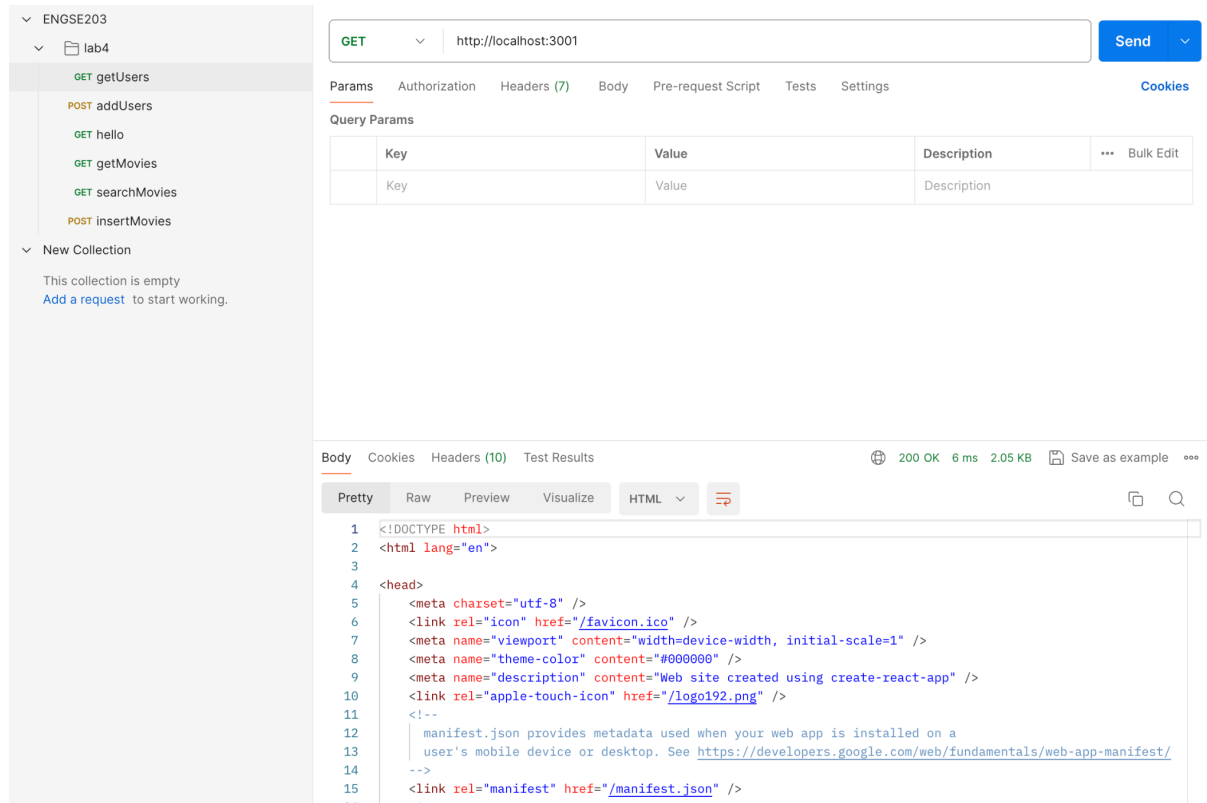 ENGSE203
lab4
GET getUsers
POST addUsers
GET hello
GET getMovies
GET searchMovies
POST insertMovies
New Collection
This collection is empty
Add a request to start working.
GET http://localhost:3001 Send
Params Authorization Headers (7) Body Pre-request Script Tests Settings Cookies
Query Params
Key Value Description ••• Bulk Edit
Key Value Description
Body Cookies Headers (10) Test Results 200 OK 6 ms 2.05 KB Save as example
Pretty Raw Preview Visualize HTML
1 <!DOCTYPE html>
2 <html lang="en">
3
4 <head>
5 <meta charset="utf-8" />
6 <link rel="icon" href="/favicon.ico" />
7 <meta name="viewport" content="width=device-width, initial-scale=1" />
8 <meta name="theme-color" content="#000000" />
9 <meta name="description" content="Web site created using create-react-app" />
10 <link rel="apple-touch-icon" href="/logo192.png" />
11 <!--
12 manifest.json provides metadata used when your web app is installed on a
13 user's mobile device or desktop. See https://developers.google.com/web/fundamentals/web-app-manifest/
14 -->
15 <link rel="manifest" href="/manifest.json" />